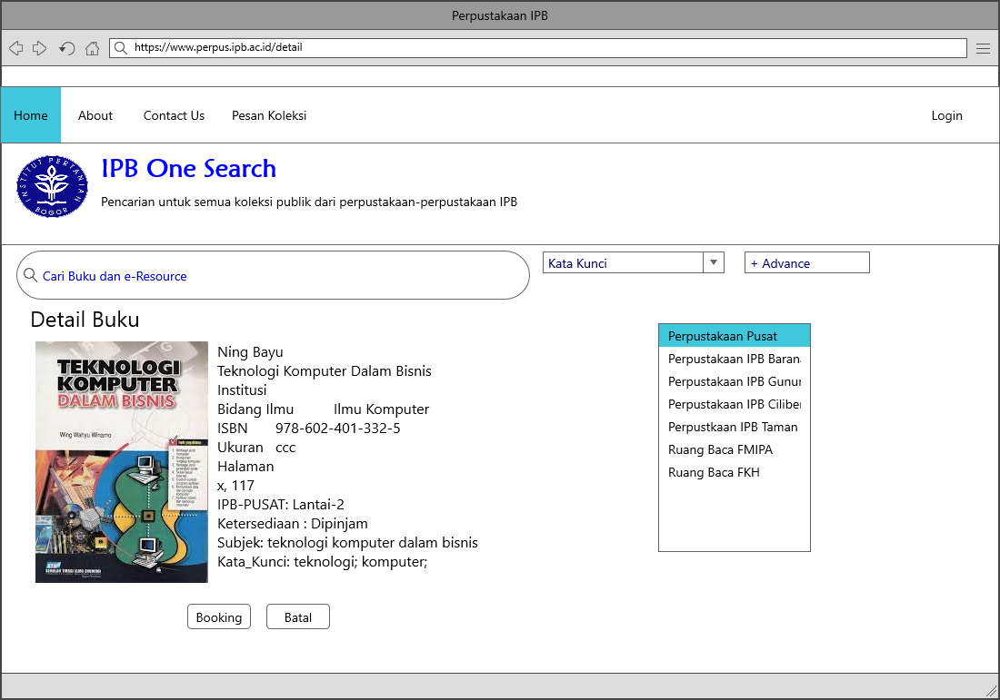 Perpustakaan IPB
https://www.perpus.ipb.ac.id/detail
Home About Contact Us Pesan Koleksi Login
INSTITUT PERTANIAN
BOGOR
IPB One Search
Pencarian untuk semua koleksi publik dari perpustakaan-perpustakaan IPB
Cari Buku dan e-Resource
Kata Kunci
+ Advance
Detail Buku
TEKNOLOGI
KOMPUTER
DALAM BISNIS
Wing Wahyu Winarno
SEKOLAH TINGGI ILMU EKONOMI
Ning Bayu
Teknologi Komputer Dalam Bisnis
Institusi
Bidang Ilmu Ilmu Komputer
ISBN 978-602-401-332-5
Ukuran ccc
Halaman
x, 117
IPB-PUSAT: Lantai-2
Ketersediaan : Dipinjam
Subjek: teknologi komputer dalam bisnis
Kata_Kunci: teknologi; komputer;
Perpustakaan Pusat
Perpustakaan IPB Baran
Perpustakaan IPB Gunun
Perpustakaan IPB Cilibe
Perpustkaan IPB Taman
Ruang Baca FMIPA
Ruang Baca FKH
Booking
Batal